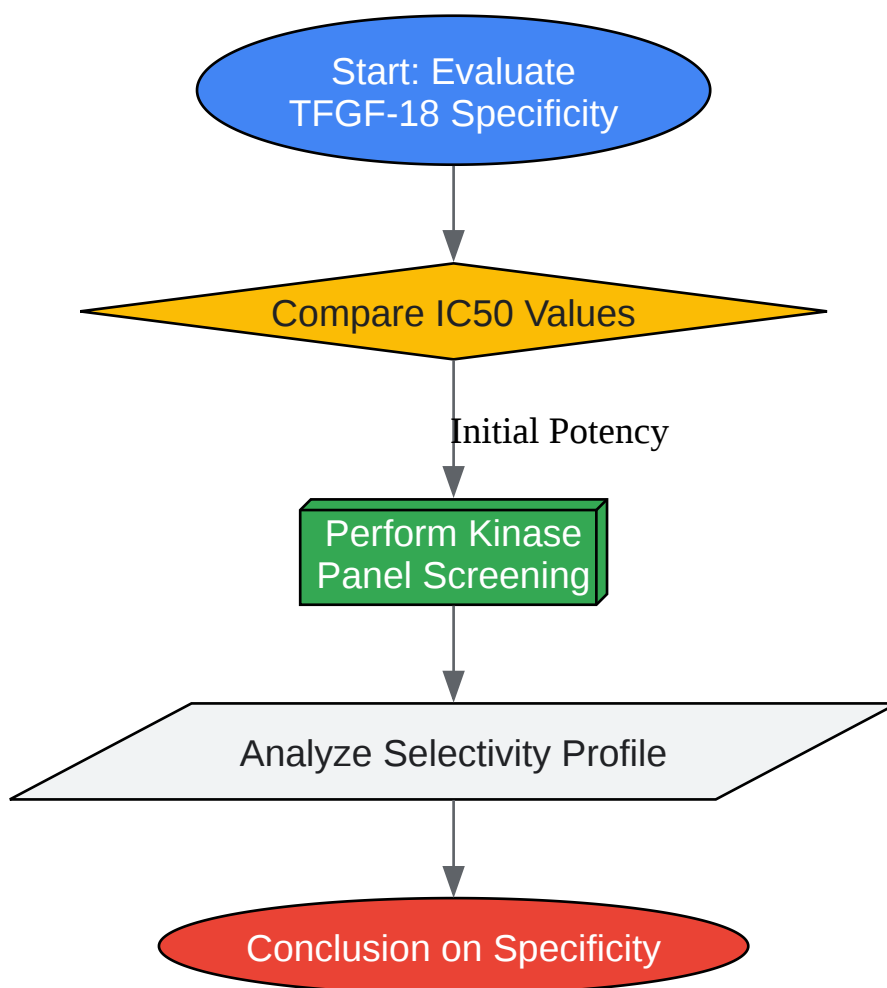 Start: Evaluate
TFGF-18 Specificity
Compare IC50 Values
Initial Potency
Perform Kinase
Panel Screening
Analyze Selectivity Profile
Conclusion on Specificity